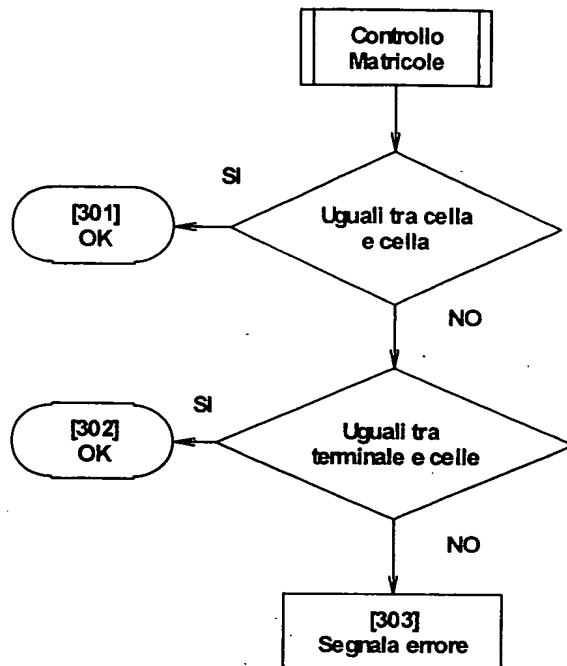 Controllo
Matricole
SI
[301]
OK
Uguali tra cella
e cella
NO
SI
[302]
OK
Uguali tra
terminale e celle
NO
[303]
Segnala errore